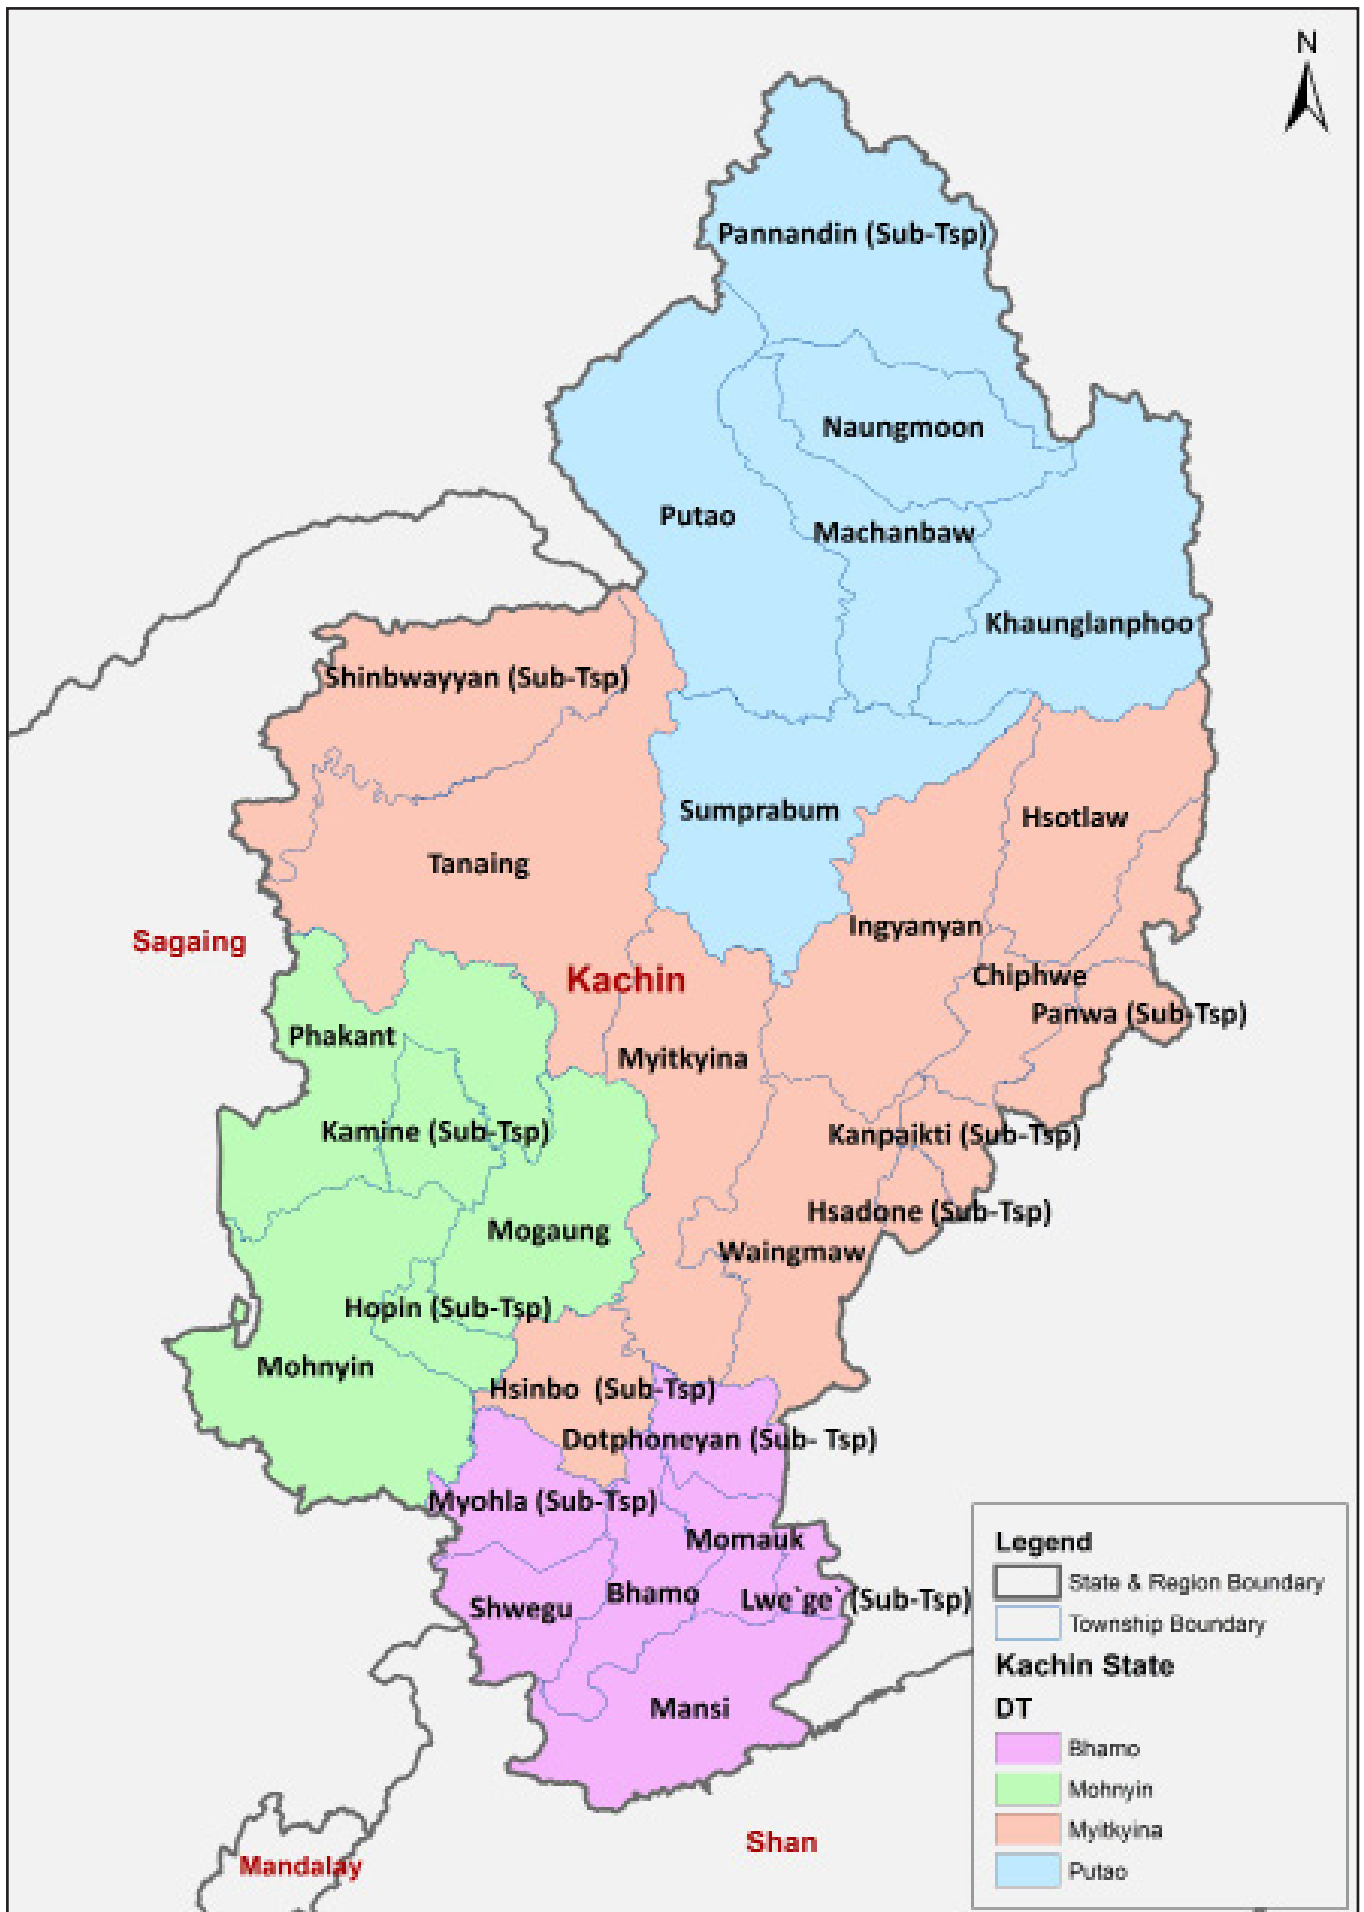 N
Pannandin (Sub-Tsp)
Naungmoon
Putao
Machanbaw
Khaunglanphoo
Shinbwayyan (Sub-Tsp)
Sumprabum
Hsotlaw
Tanaing
Ingyanyan
Sagaing
Kachin
Chiphwe
Panwa (Sub-Tsp)
Phakant
Myitkyina
Kamine (Sub-Tsp)
Kanpaikti (Sub-Tsp)
Hsadone (Sub-Tsp)
Mogaung
Waingmaw
Hopin (Sub-Tsp)
Mohnyin
Hsinbo (Sub-Tsp)
Dotphoneyan (Sub- Tsp)
Myohla (Sub-Tsp)
Momauk
Bhamo
Lwe`ge` (Sub-Tsp)
Shwegu
Mansi
Shan
Mandalay
Legend
State & Region Boundary
Township Boundary
Kachin State
DT
Bhamo
Mohnyin
Myitkyina
Putao